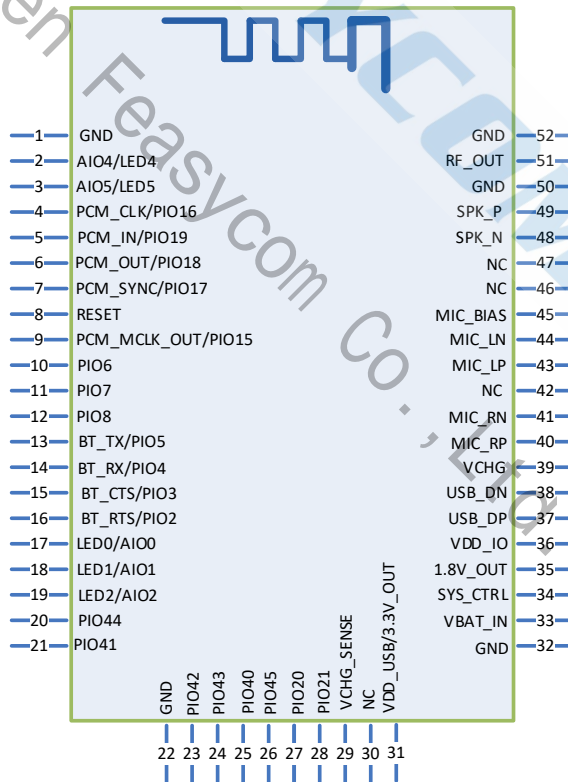 en Feasycom Co., Ltd.
YCOM
1 GND
2 AIO4/LED4
3 AIO5/LED5
4 PCM_CLK/PIO16
5 PCM_IN/PIO19
6 PCM_OUT/PIO18
7 PCM_SYNC/PIO17
8 RESET
9 PCM_MCLK_OUT/PIO15
10 PIO6
11 PIO7
12 PIO8
13 BT_TX/PIO5
14 BT_RX/PIO4
15 BT_CTS/PIO3
16 BT_RTS/PIO2
17 LED0/AIO0
18 LED1/AIO1
19 LED2/AIO2
20 PIO44
21 PIO41
GND 52
RF_OUT 51
GND 50
SPK_P 49
SPK_N 48
NC 47
NC 46
MIC_BIAS 45
MIC_LN 44
MIC_LP 43
NC 42
MIC_RN 41
MIC_RP 40
VCHG 39
USB_DN 38
USB_DP 37
VDD_IO 36
1.8V_OUT 35
SYS_CTRL 34
VBAT_IN 33
GND 32
GND 22
PIO42 23
PIO43 24
PIO40 25
PIO45 26
PIO20 27
PIO21 28
VCHG_SENSE 29
NC 30
VDD_USB/3.3V_OUT 31